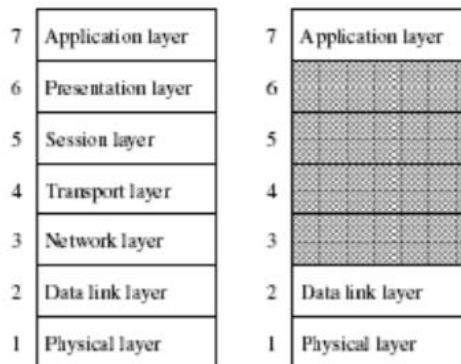 7 Application layer 7 Application layer
6 Presentation layer 6
5 Session layer 5
4 Transport layer 4
3 Network layer 3
2 Data link layer 2 Data link layer
1 Physical layer 1 Physical layer